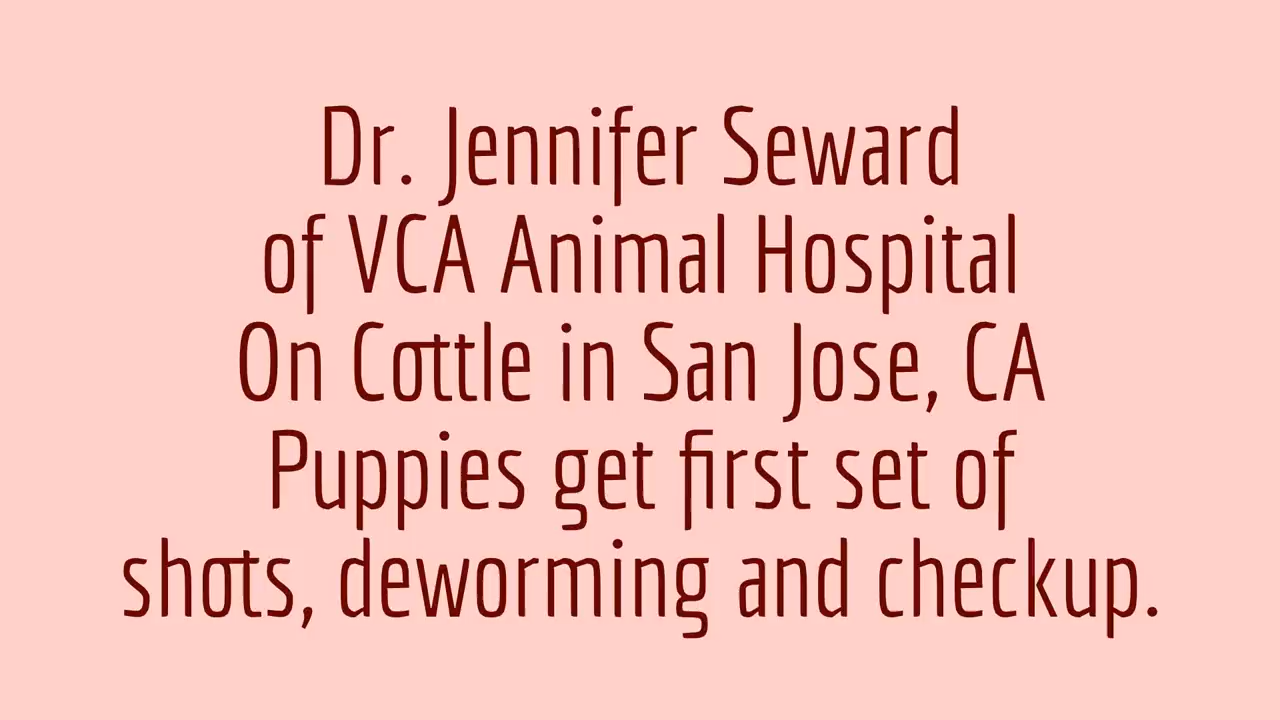 Dr. Jennifer Seward
of VCA Animal Hospital
On Cottle in San Jose, CA
Puppies get first set of
shots, deworming and checkup.